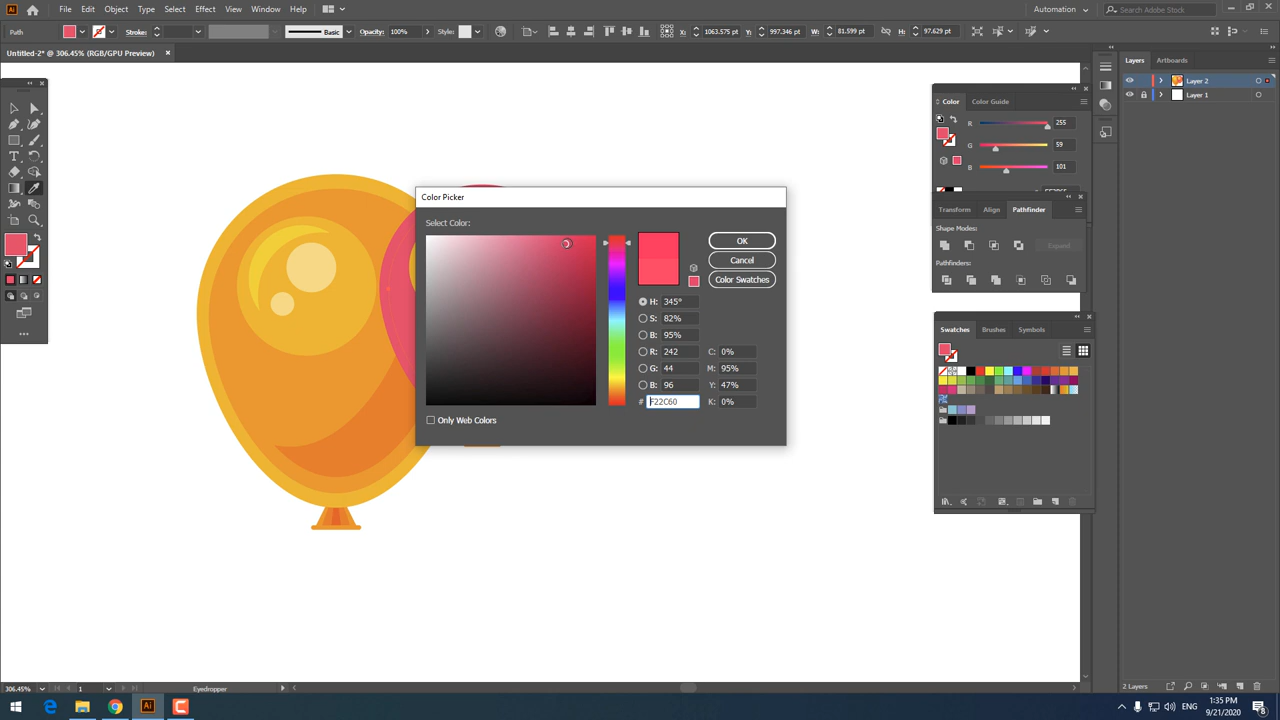 Ai File Edit Object Type Select Effect View Window Help Automation Search Adobe Stock
Path Stroke: Basic Opacity: 100% Style: X: 1063.575 pt Y: 997.346 pt W: 81.599 pt H: 97.629 pt
Untitled-2* @ 306.45% (RGB/GPU Preview)
Layers Artboards
Layer 2
Layer 1
Color Color Guide
R 255
G 59
B 101
Transform Align Pathfinder
Shape Modes:
Expand
Pathfinders:
Swatches Brushes Symbols
Color Picker
Select Color:
OK
Cancel
Color Swatches
H: 345°
S: 82%
B: 95%
R: 242 C: 0%
G: 44 M: 95%
B: 96 Y: 47%
# F22C60 K: 0%
Only Web Colors
306.45% 1 Eyedropper
2 Layers
Ai ENG 1:35 PM
9/21/2020